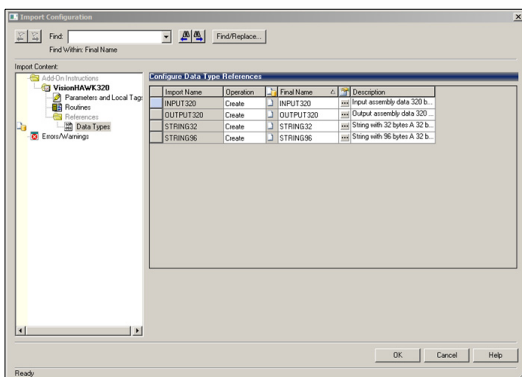 Import Configuration
Find:
Find/Replace...
Find Within: Final Name
Import Content:
Add-On Instructions
VisionHAWK320
Parameters and Local Tags
Routines
References
Data Types
Errors/Warnings
Configure Data Type References
Import Name Operation Final Name Description
INPUT320 Create INPUT320 ... Input assembly data 320 b...
OUTPUT320 Create OUTPUT320 ... Output assembly data 320 ...
STRING32 Create STRING32 ... String with 32 bytes A 32 b...
STRING96 Create STRING96 ... String with 96 bytes A 32 b...
OK Cancel Help
Ready